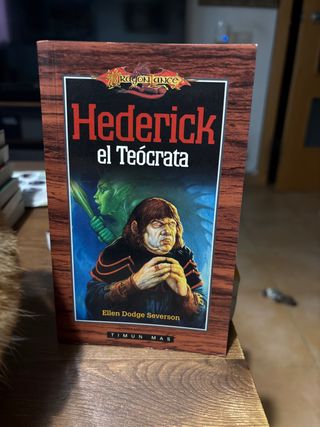 DragonLance
Hederick
el Teócrata
Ellen Dodge Severson
TIMUN MAS